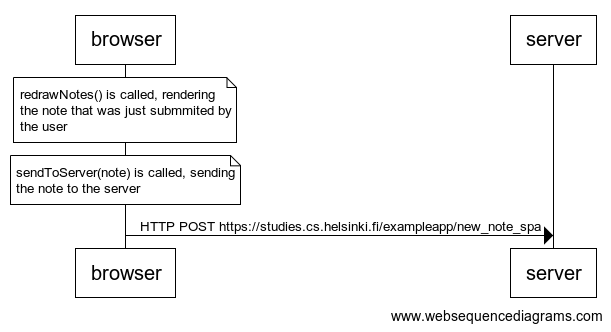 browser
server
redrawNotes() is called, rendering
the note that was just submmited by
the user
sendToServer(note) is called, sending
the note to the server
HTTP POST https://studies.cs.helsinki.fi/exampleapp/new_note_spa
browser
server
www.websequencediagrams.com